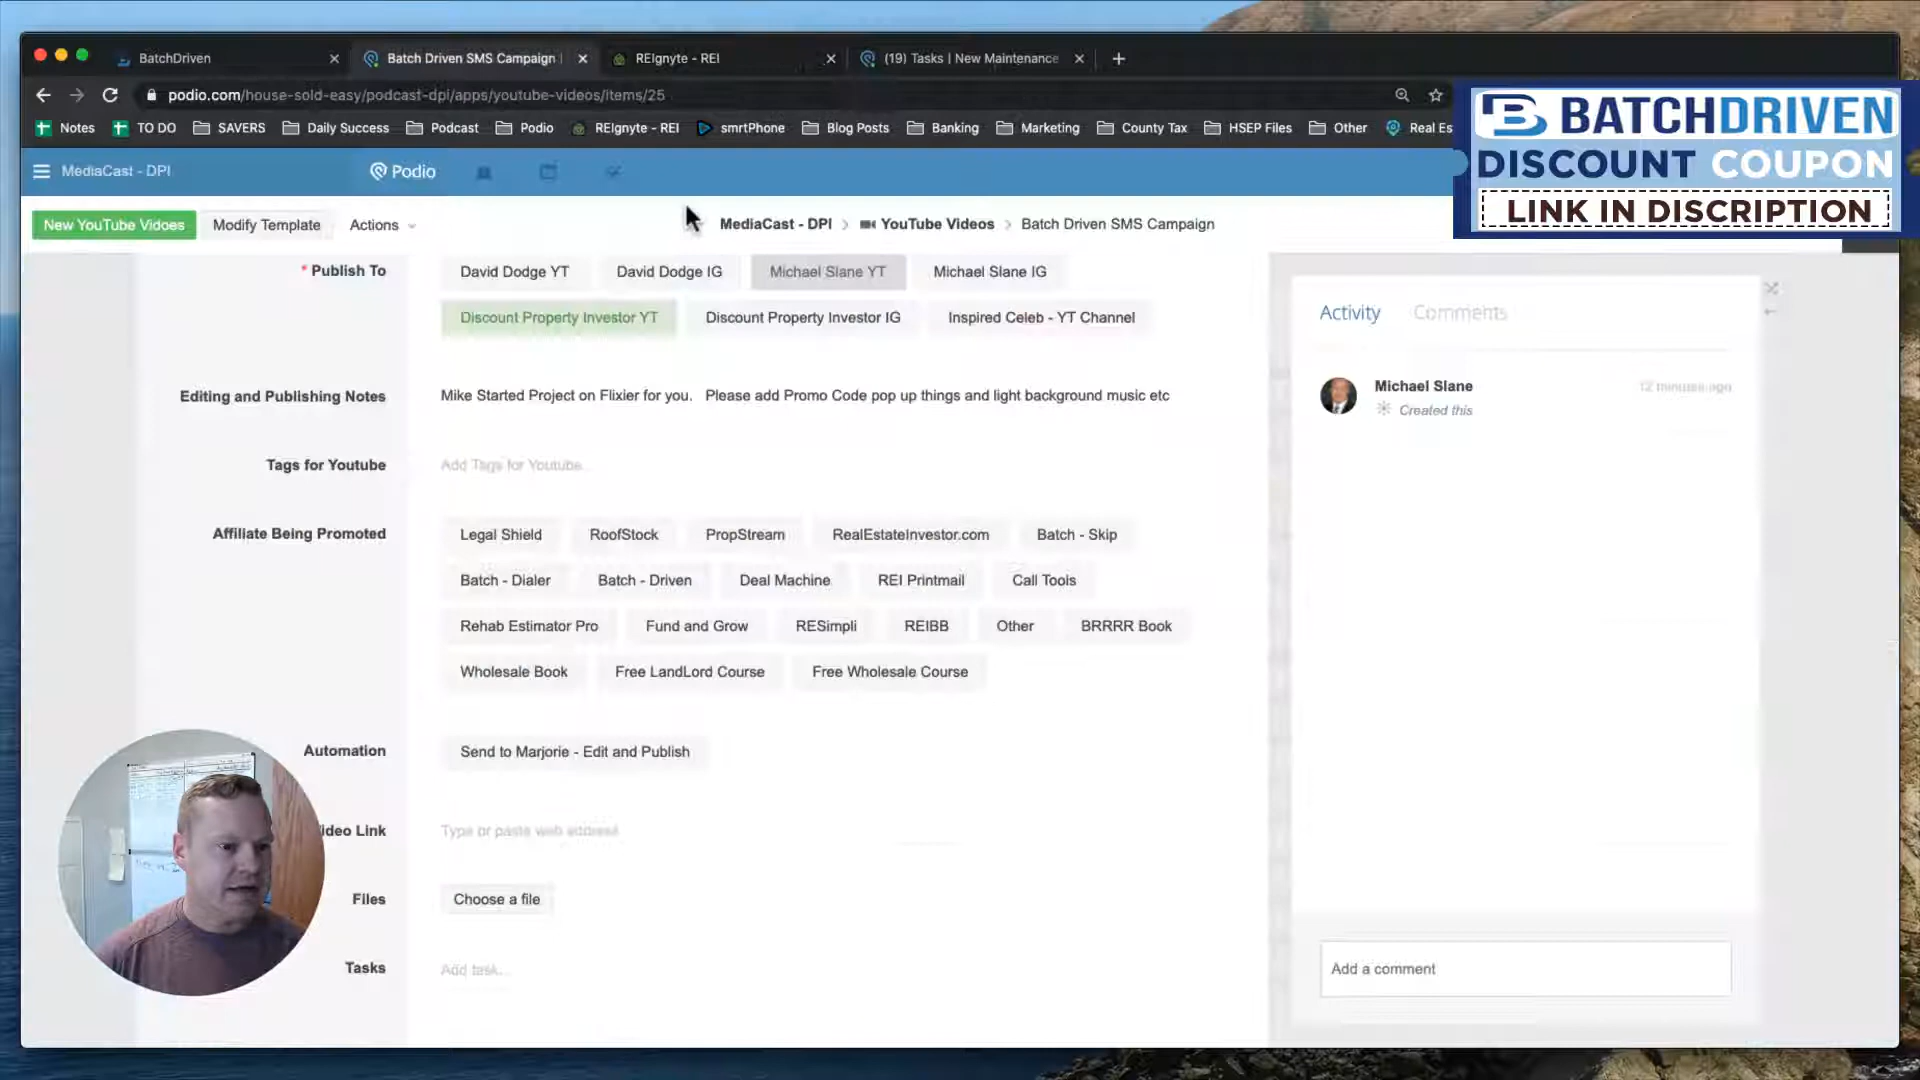 BatchDriven
Batch Driven SMS Campaign |
REIgnyte - REI
(19) Tasks | New Maintenance
podio.com/house-sold-easy/podcast-dpi/apps/youtube-videos/items/25
Notes
TO DO
SAVERS
Daily Success
Podcast
Podio
REIgnyte - REI
smrtPhone
Blog Posts
Banking
Marketing
County Tax
HSEP Files
Other
Real Es
BATCHDRIVEN
DISCOUNT COUPON
LINK IN DISCRIPTION
MediaCast - DPI
Podio
New YouTube Vidoes
Modify Template
Actions
MediaCast - DPI
YouTube Videos
Batch Driven SMS Campaign
* Publish To
David Dodge YT
David Dodge IG
Michael Slane YT
Michael Slane IG
Discount Property Investor YT
Discount Property Investor IG
Inspired Celeb - YT Channel
Editing and Publishing Notes
Mike Started Project on Flixier for you. Please add Promo Code pop up things and light background music etc
Tags for Youtube
Add Tags for Youtube...
Affiliate Being Promoted
Legal Shield
RoofStock
PropStream
RealEstateInvestor.com
Batch - Skip
Batch - Dialer
Batch - Driven
Deal Machine
REI Printmail
Call Tools
Rehab Estimator Pro
Fund and Grow
RESimpli
REIBB
Other
BRRRR Book
Wholesale Book
Free LandLord Course
Free Wholesale Course
Automation
Send to Marjorie - Edit and Publish
ideo Link
Type or paste web address
Files
Choose a file
Tasks
Add task...
Activity
Comments
Michael Slane
12 minutes ago
Created this
Add a comment